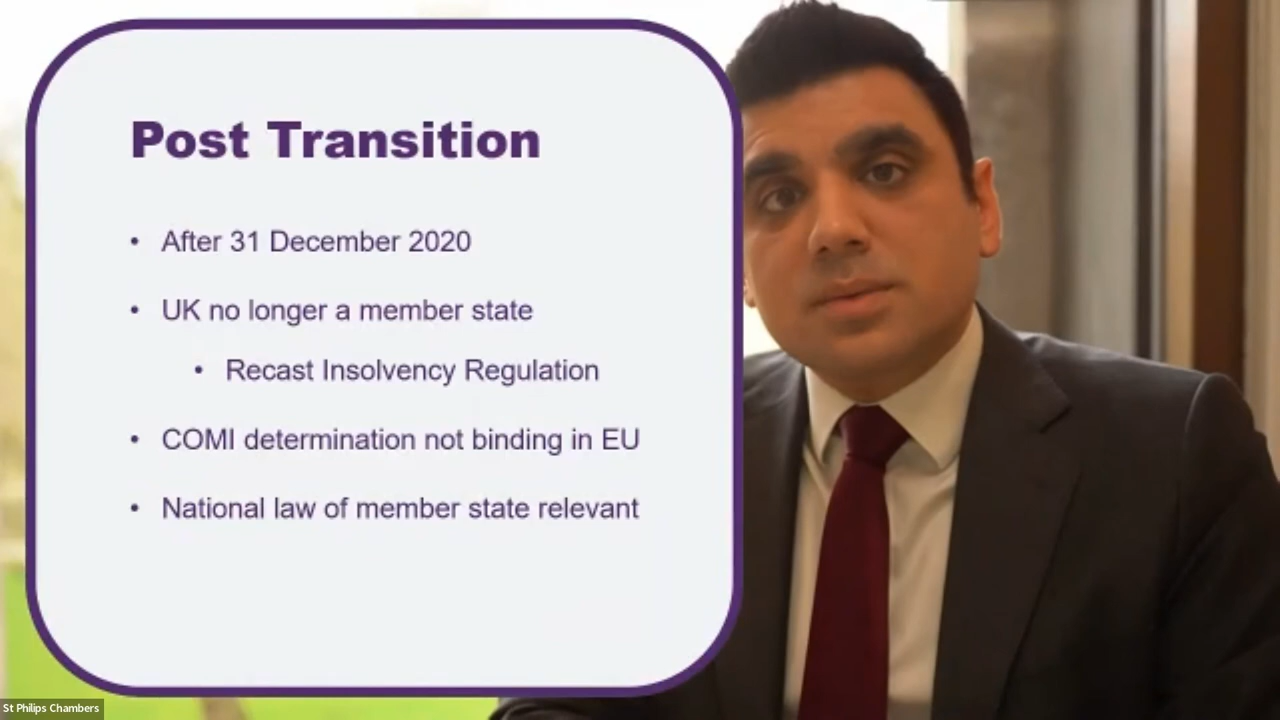 Post Transition
• After 31 December 2020
• UK no longer a member state
• Recast Insolvency Regulation
• COMI determination not binding in EU
• National law of member state relevant
St Philips Chambers